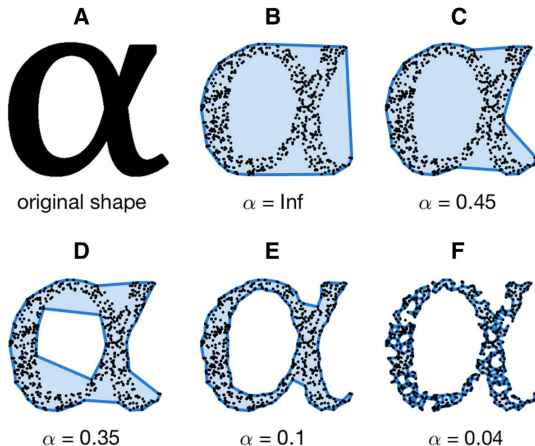 A
B
C
original shape
α = Inf
α = 0.45
D
E
F
α = 0.35
α = 0.1
α = 0.04